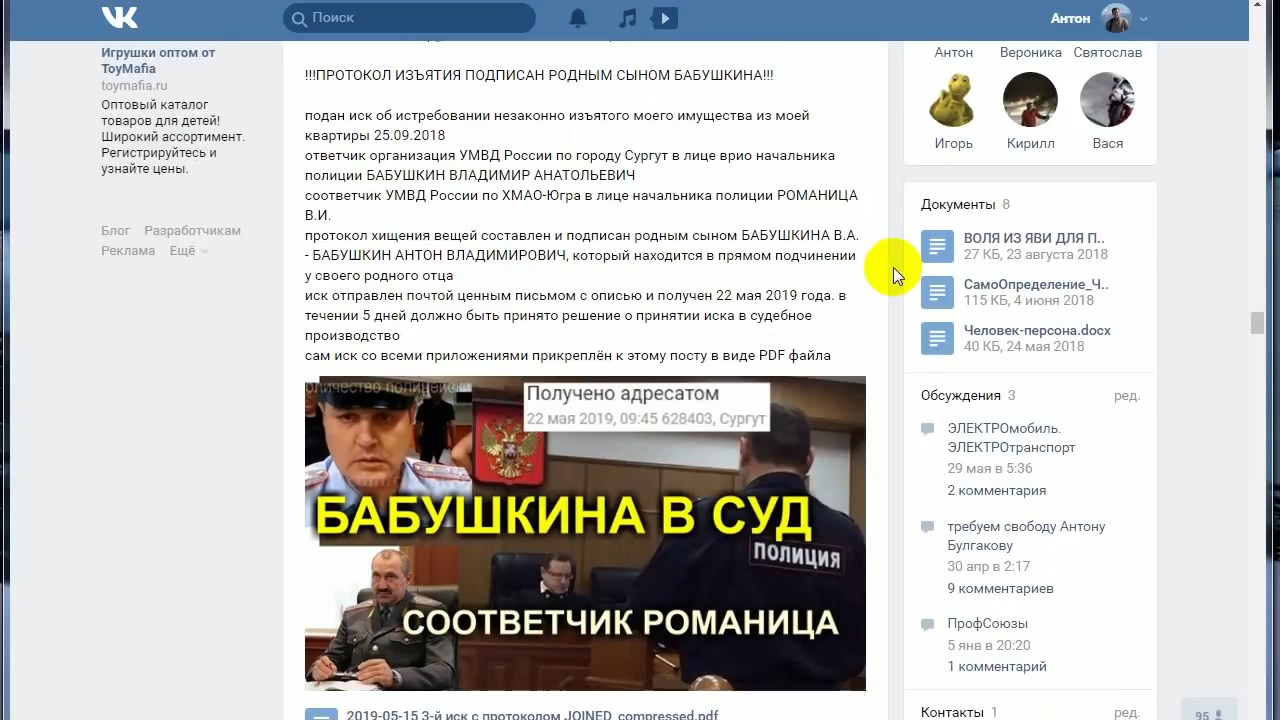 Поиск
Антон
Игрушки оптом от
ToyMafia
toymafia.ru
Оптовый каталог
товаров для детей!
Широкий ассортимент.
Регистрируйтесь и
узнайте цены.
Блог Разработчикам
Реклама Ещё
!!!ПРОТОКОЛ ИЗЪЯТИЯ ПОДПИСАН РОДНЫМ СЫНОМ БАБУШКИНА!!!
подан иск об истребовании незаконно изъятого моего имущества из моей
квартиры 25.09.2018
ответчик организация УМВД России по городу Сургут в лице врио начальника
полиции БАБУШКИН ВЛАДИМИР АНАТОЛЬЕВИЧ
соответчик УМВД России по ХМАО-Югра в лице начальника полиции РОМАНИЦА
В.И.
протокол хищения вещей составлен и подписан родным сыном БАБУШКИНА В.А.
- БАБУШКИН АНТОН ВЛАДИМИРОВИЧ, который находится в прямом подчинении
у своего родного отца
иск отправлен почтой ценным письмом с описью и получен 22 мая 2019 года. в
течении 5 дней должно быть принято решение о принятии иска в судебное
производство
сам иск со всеми приложениями прикреплён к этому посту в виде PDF файла
Получено адресатом
22 мая 2019, 09:45 628403, Сургут
БАБУШКИНА В СУД
ПОЛИЦИЯ
СООТВЕТЧИК РОМАНИЦА
2019-05-15 3-й иск с протоколом JOINED_compressed.pdf
Антон Вероника Святослав
Игорь Кирилл Вася
Документы 8
ВОЛЯ ИЗ ЯВИ ДЛЯ П..
27 КБ, 23 августа 2018
СамоОпределение_Ч..
115 КБ, 4 июня 2018
Человек-персона.docx
40 КБ, 24 мая 2018
Обсуждения 3 ред.
ЭЛЕКТРОмобиль.
ЭЛЕКТРОтранспорт
29 мая в 5:36
2 комментария
требуем свободу Антону
Булгакову
30 апр в 2:17
9 комментариев
ПрофСоюзы
5 янв в 20:20
1 комментарий
Контакты 1 ред.
95